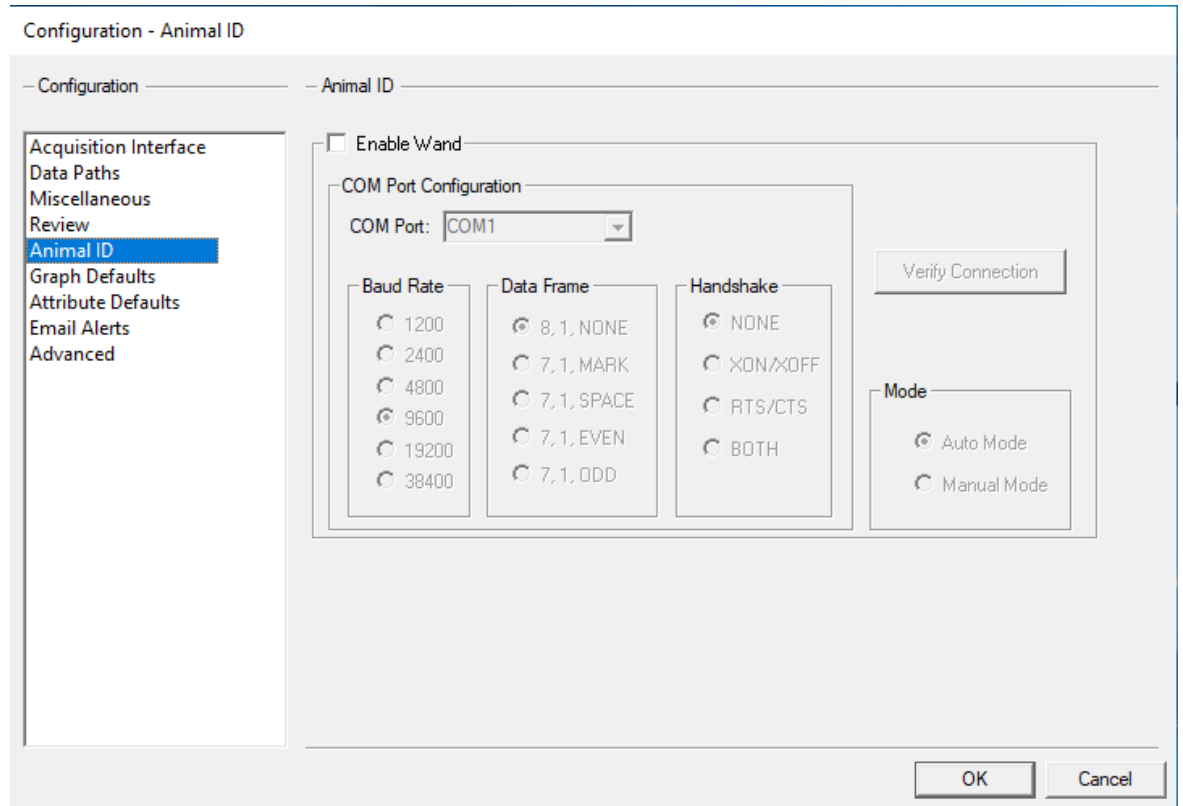 Configuration - Animal ID
Configuration
Animal ID
Acquisition Interface
Data Paths
Miscellaneous
Review
Animal ID
Graph Defaults
Attribute Defaults
Email Alerts
Advanced
Enable Wand
COM Port Configuration
COM Port: COM1
Baud Rate
1200
2400
4800
9600
19200
38400
Data Frame
8, 1, NONE
7, 1, MARK
7, 1, SPACE
7, 1, EVEN
7, 1, ODD
Handshake
NONE
XON/XOFF
RTS/CTS
BOTH
Verify Connection
Mode
Auto Mode
Manual Mode
OK
Cancel